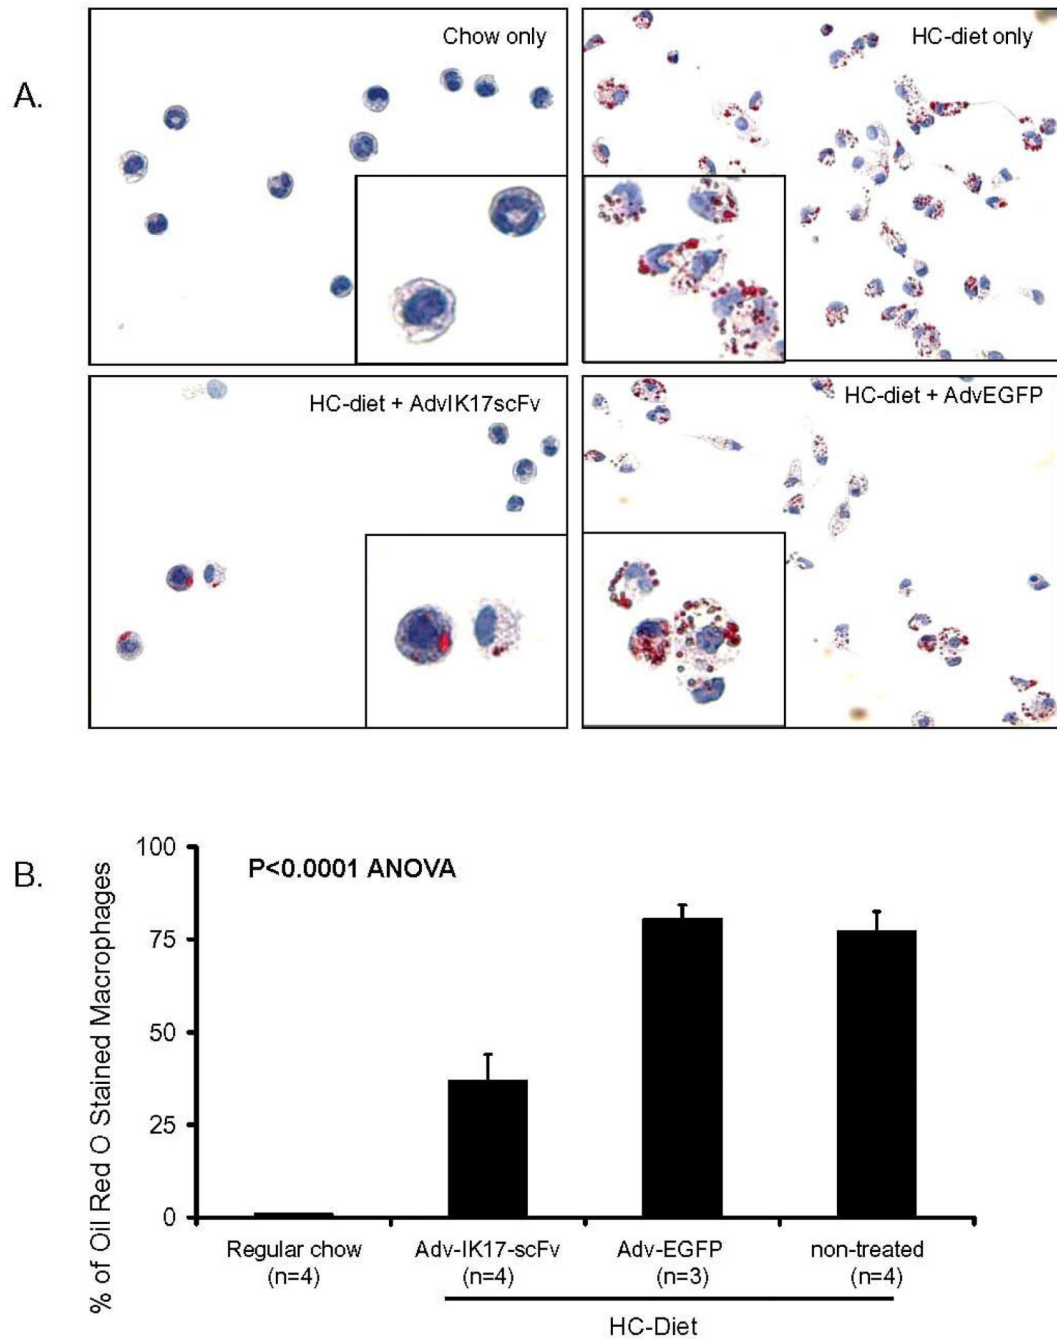 A.
Chow only
HC-diet only
HC-diet + AdvIK17scFv
HC-diet + AdvEGFP
B.
% of Oil Red O Stained Macrophages
100
75
50
25
0
P<0.0001 ANOVA
Regular chow
(n=4)
Adv-IK17-scFv
(n=4)
Adv-EGFP
(n=3)
non-treated
(n=4)
HC-Diet